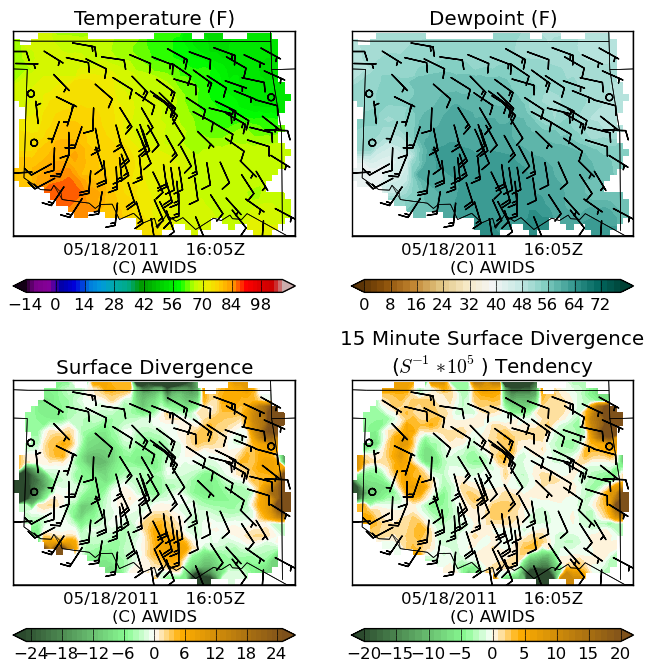 Temperature (F)
Dewpoint (F)
05/18/2011 16:05Z
(C) AWIDS
05/18/2011 16:05Z
(C) AWIDS
−14 0 14 28 42 56 70 84 98
0 8 16 24 32 40 48 56 64 72
Surface Divergence
15 Minute Surface Divergence
(S⁻¹ *10⁵ ) Tendency
05/18/2011 16:05Z
(C) AWIDS
05/18/2011 16:05Z
(C) AWIDS
−24 −18 −12 −6 0 6 12 18 24
−20 −15 −10 −5 0 5 10 15 20